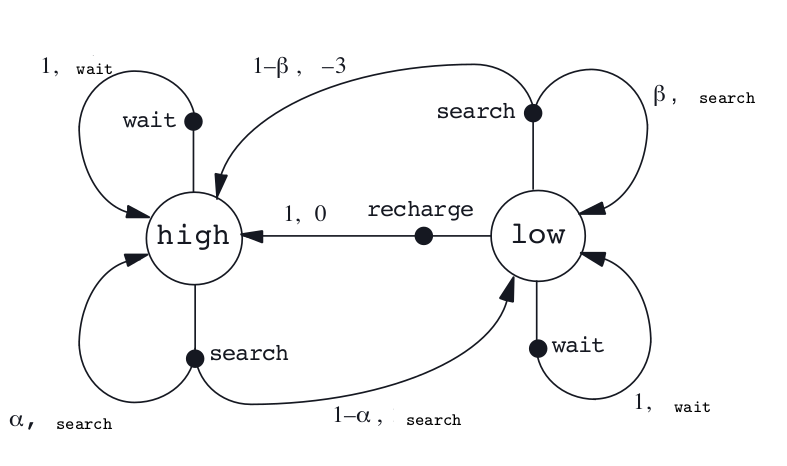 1, wait
1–β , –3
β, search
wait
search
1, 0
recharge
high
low
search
wait
α, search
1–α , search
1, wait